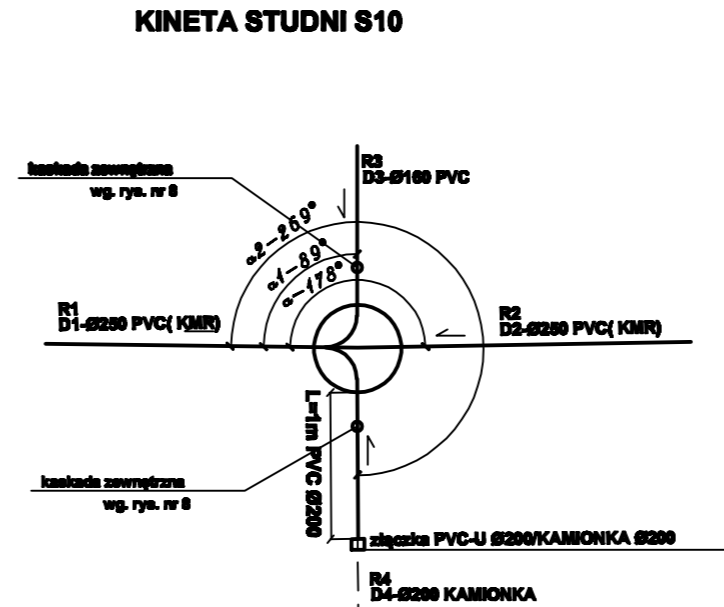 KINETA STUDNI S10
kaskada zewnętrzna
wg. rys. nr 8
R3
D3-Ø160 PVC
α2-269°
α1-89°
α-178°
R1
D1-Ø250 PVC( KMR)
R2
D2-Ø250 PVC( KMR)
L=1m PVC Ø200
kaskada zewnętrzna
wg. rys. nr 8
złączka PVC-U Ø200/KAMIONKA Ø200
R4
D4-Ø200 KAMIONKA